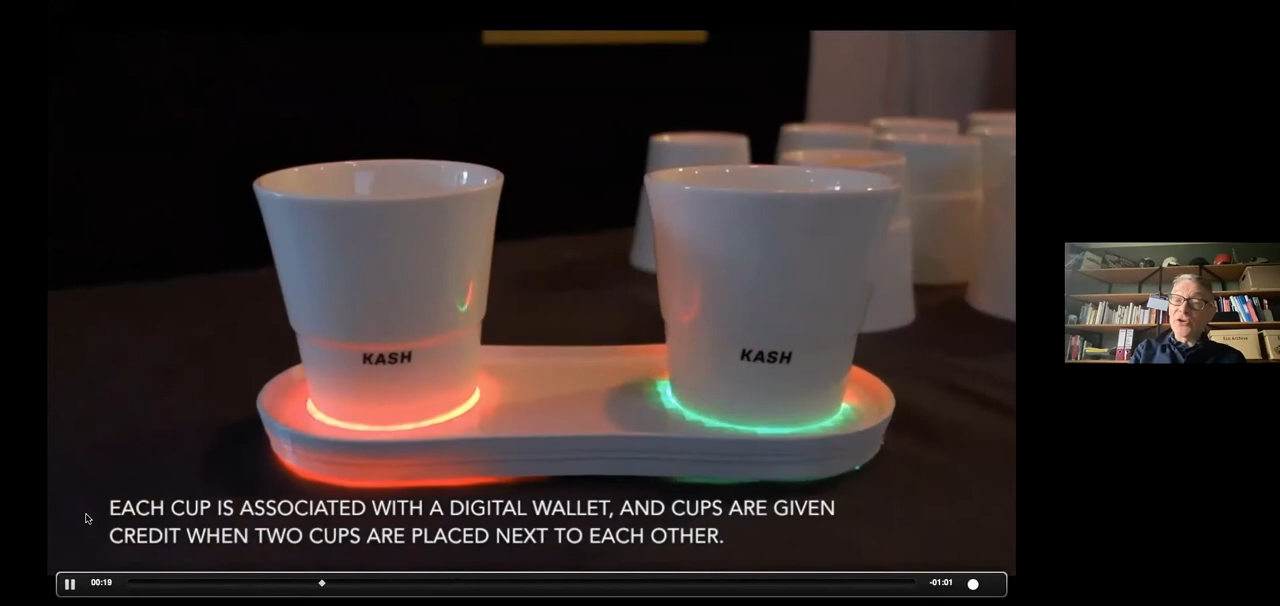 KASH
KASH
EACH CUP IS ASSOCIATED WITH A DIGITAL WALLET, AND CUPS ARE GIVEN
CREDIT WHEN TWO CUPS ARE PLACED NEXT TO EACH OTHER.
00:19
-01:01